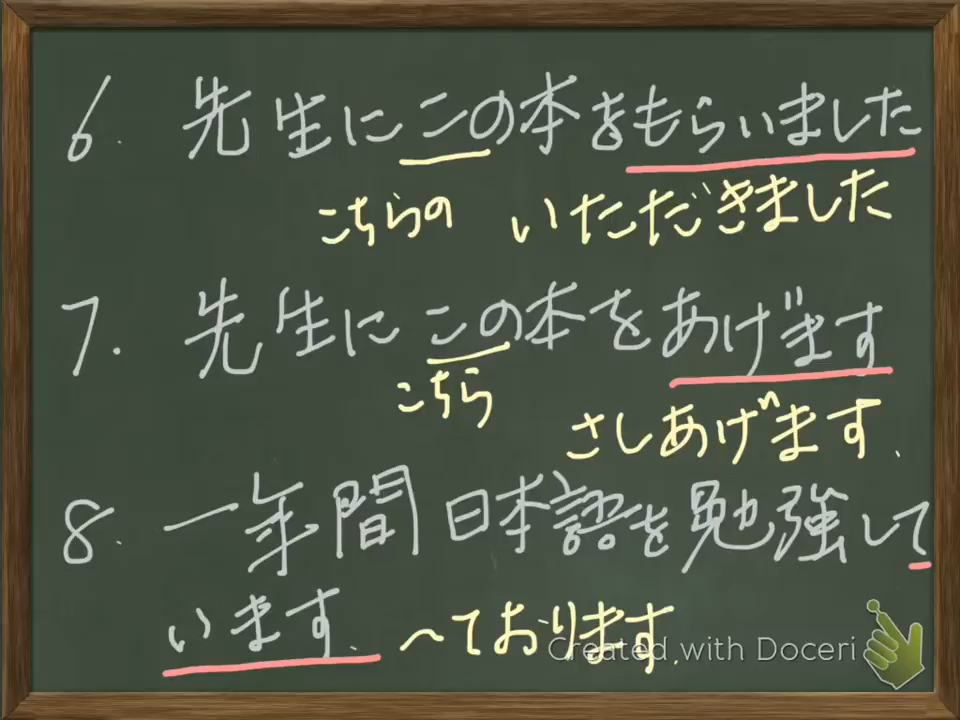 6. 先生にこの本をもらいました
こちらの いただきました
7. 先生にこの本をあげます
こちら
さしあげます.
8. 一年間日本語を勉強して
います. 〜ております.
Created with Doceri